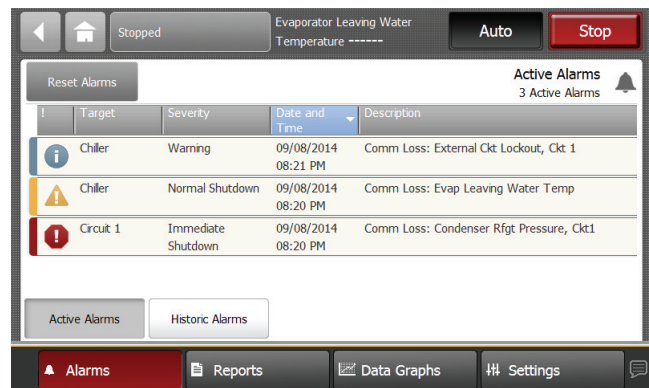 Stopped
Evaporator Leaving Water
Temperature ------
Auto
Stop
Reset Alarms
Active Alarms
3 Active Alarms
! Target Severity Date and Time Description
Chiller Warning 09/08/2014 Comm Loss: External Ckt Lockout, Ckt 1
08:21 PM
Chiller Normal Shutdown 09/08/2014 Comm Loss: Evap Leaving Water Temp
08:20 PM
Circuit 1 Immediate 09/08/2014 Comm Loss: Condenser Rfgt Pressure, Ckt1
Shutdown 08:20 PM
Active Alarms Historic Alarms
Alarms Reports Data Graphs Settings